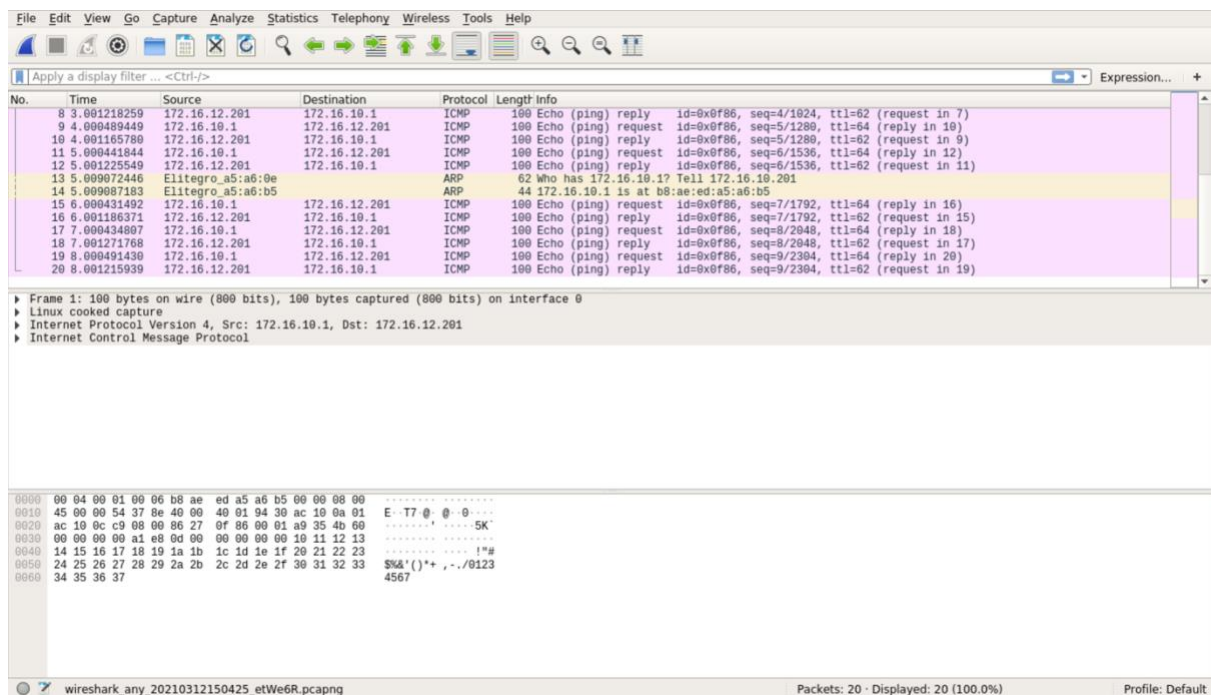 File Edit View Go Capture Analyze Statistics Telephony Wireless Tools Help
Apply a display filter ... <Ctrl-/> Expression... +
No. Time Source Destination Protocol Length Info
8 3.001218259 172.16.12.201 172.16.10.1 ICMP 100 Echo (ping) reply id=0x0f86, seq=4/1024, ttl=62 (request in 7)
9 4.000489449 172.16.10.1 172.16.12.201 ICMP 100 Echo (ping) request id=0x0f86, seq=5/1280, ttl=64 (reply in 10)
10 4.001165780 172.16.12.201 172.16.10.1 ICMP 100 Echo (ping) reply id=0x0f86, seq=5/1280, ttl=62 (request in 9)
11 5.000441844 172.16.10.1 172.16.12.201 ICMP 100 Echo (ping) request id=0x0f86, seq=6/1536, ttl=64 (reply in 12)
12 5.001225549 172.16.12.201 172.16.10.1 ICMP 100 Echo (ping) reply id=0x0f86, seq=6/1536, ttl=62 (request in 11)
13 5.009072446 Elitegro_a5:a6:0e ARP 62 Who has 172.16.10.1? Tell 172.16.10.201
14 5.009087183 Elitegro_a5:a6:b5 ARP 44 172.16.10.1 is at b8:ae:ed:a5:a6:b5
15 6.000431492 172.16.10.1 172.16.12.201 ICMP 100 Echo (ping) request id=0x0f86, seq=7/1792, ttl=64 (reply in 16)
16 6.001186371 172.16.12.201 172.16.10.1 ICMP 100 Echo (ping) reply id=0x0f86, seq=7/1792, ttl=62 (request in 15)
17 7.000434807 172.16.10.1 172.16.12.201 ICMP 100 Echo (ping) request id=0x0f86, seq=8/2048, ttl=64 (reply in 18)
18 7.001271768 172.16.12.201 172.16.10.1 ICMP 100 Echo (ping) reply id=0x0f86, seq=8/2048, ttl=62 (request in 17)
19 8.000491430 172.16.10.1 172.16.12.201 ICMP 100 Echo (ping) request id=0x0f86, seq=9/2304, ttl=64 (reply in 20)
20 8.001215939 172.16.12.201 172.16.10.1 ICMP 100 Echo (ping) reply id=0x0f86, seq=9/2304, ttl=62 (request in 19)
Frame 1: 100 bytes on wire (800 bits), 100 bytes captured (800 bits) on interface 0
Linux cooked capture
Internet Protocol Version 4, Src: 172.16.10.1, Dst: 172.16.12.201
Internet Control Message Protocol
0000 00 04 00 01 00 06 b8 ae ed a5 a6 b5 00 00 08 00 ········ ········
0010 45 00 00 54 37 8e 40 00 40 01 94 30 ac 10 0a 01 E··T7·@· @··0····
0020 ac 10 0c c9 08 00 86 27 0f 86 00 01 a9 35 4b 60 ·······' ·····5K`
0030 00 00 00 00 a1 e8 0d 00 00 00 00 00 10 11 12 13 ········ ········
0040 14 15 16 17 18 19 1a 1b 1c 1d 1e 1f 20 21 22 23 ········ ···· !"#
0050 24 25 26 27 28 29 2a 2b 2c 2d 2e 2f 30 31 32 33 $%&'()*+ ,-./0123
0060 34 35 36 37 4567
wireshark_any_20210312150425_etWe6R.pcapng Packets: 20 · Displayed: 20 (100.0%) Profile: Default